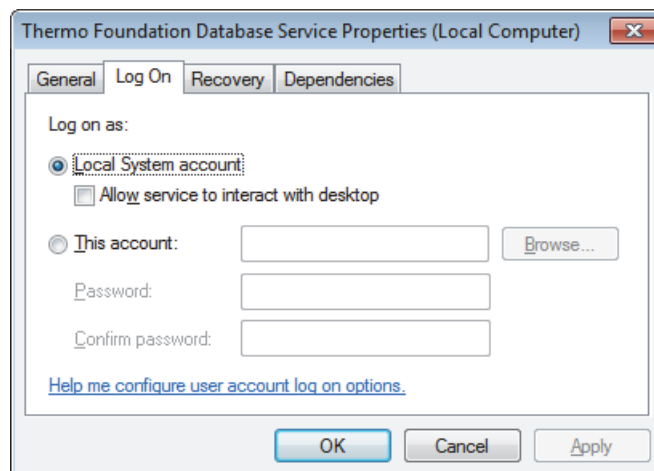 Thermo Foundation Database Service Properties (Local Computer)
General Log On Recovery Dependencies
Log on as:
Local System account
Allow service to interact with desktop
This account:
Browse...
Password:
Confirm password:
Help me configure user account log on options.
OK Cancel Apply